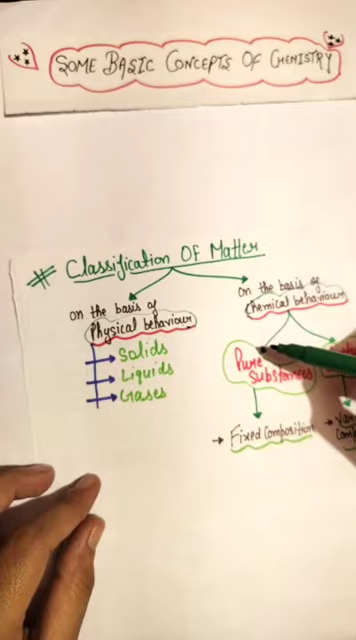 SOME BASIC CONCEPTS OF CHEMISTRY
# Classification Of Matter
on the basis of
Physical behaviour
Solids
Liquids
Gases
on the basis of
Chemical behaviour
Pure
Substances
Fixed Composition